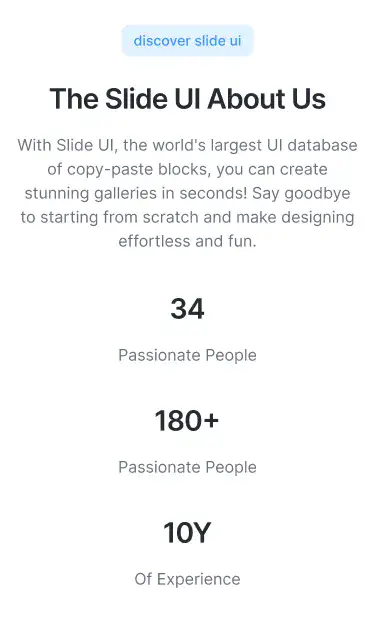 discover slide ui
The Slide UI About Us
With Slide UI, the world's largest UI database
of copy-paste blocks, you can create
stunning galleries in seconds! Say goodbye
to starting from scratch and make designing
effortless and fun.
34
Passionate People
180+
Passionate People
10Y
Of Experience